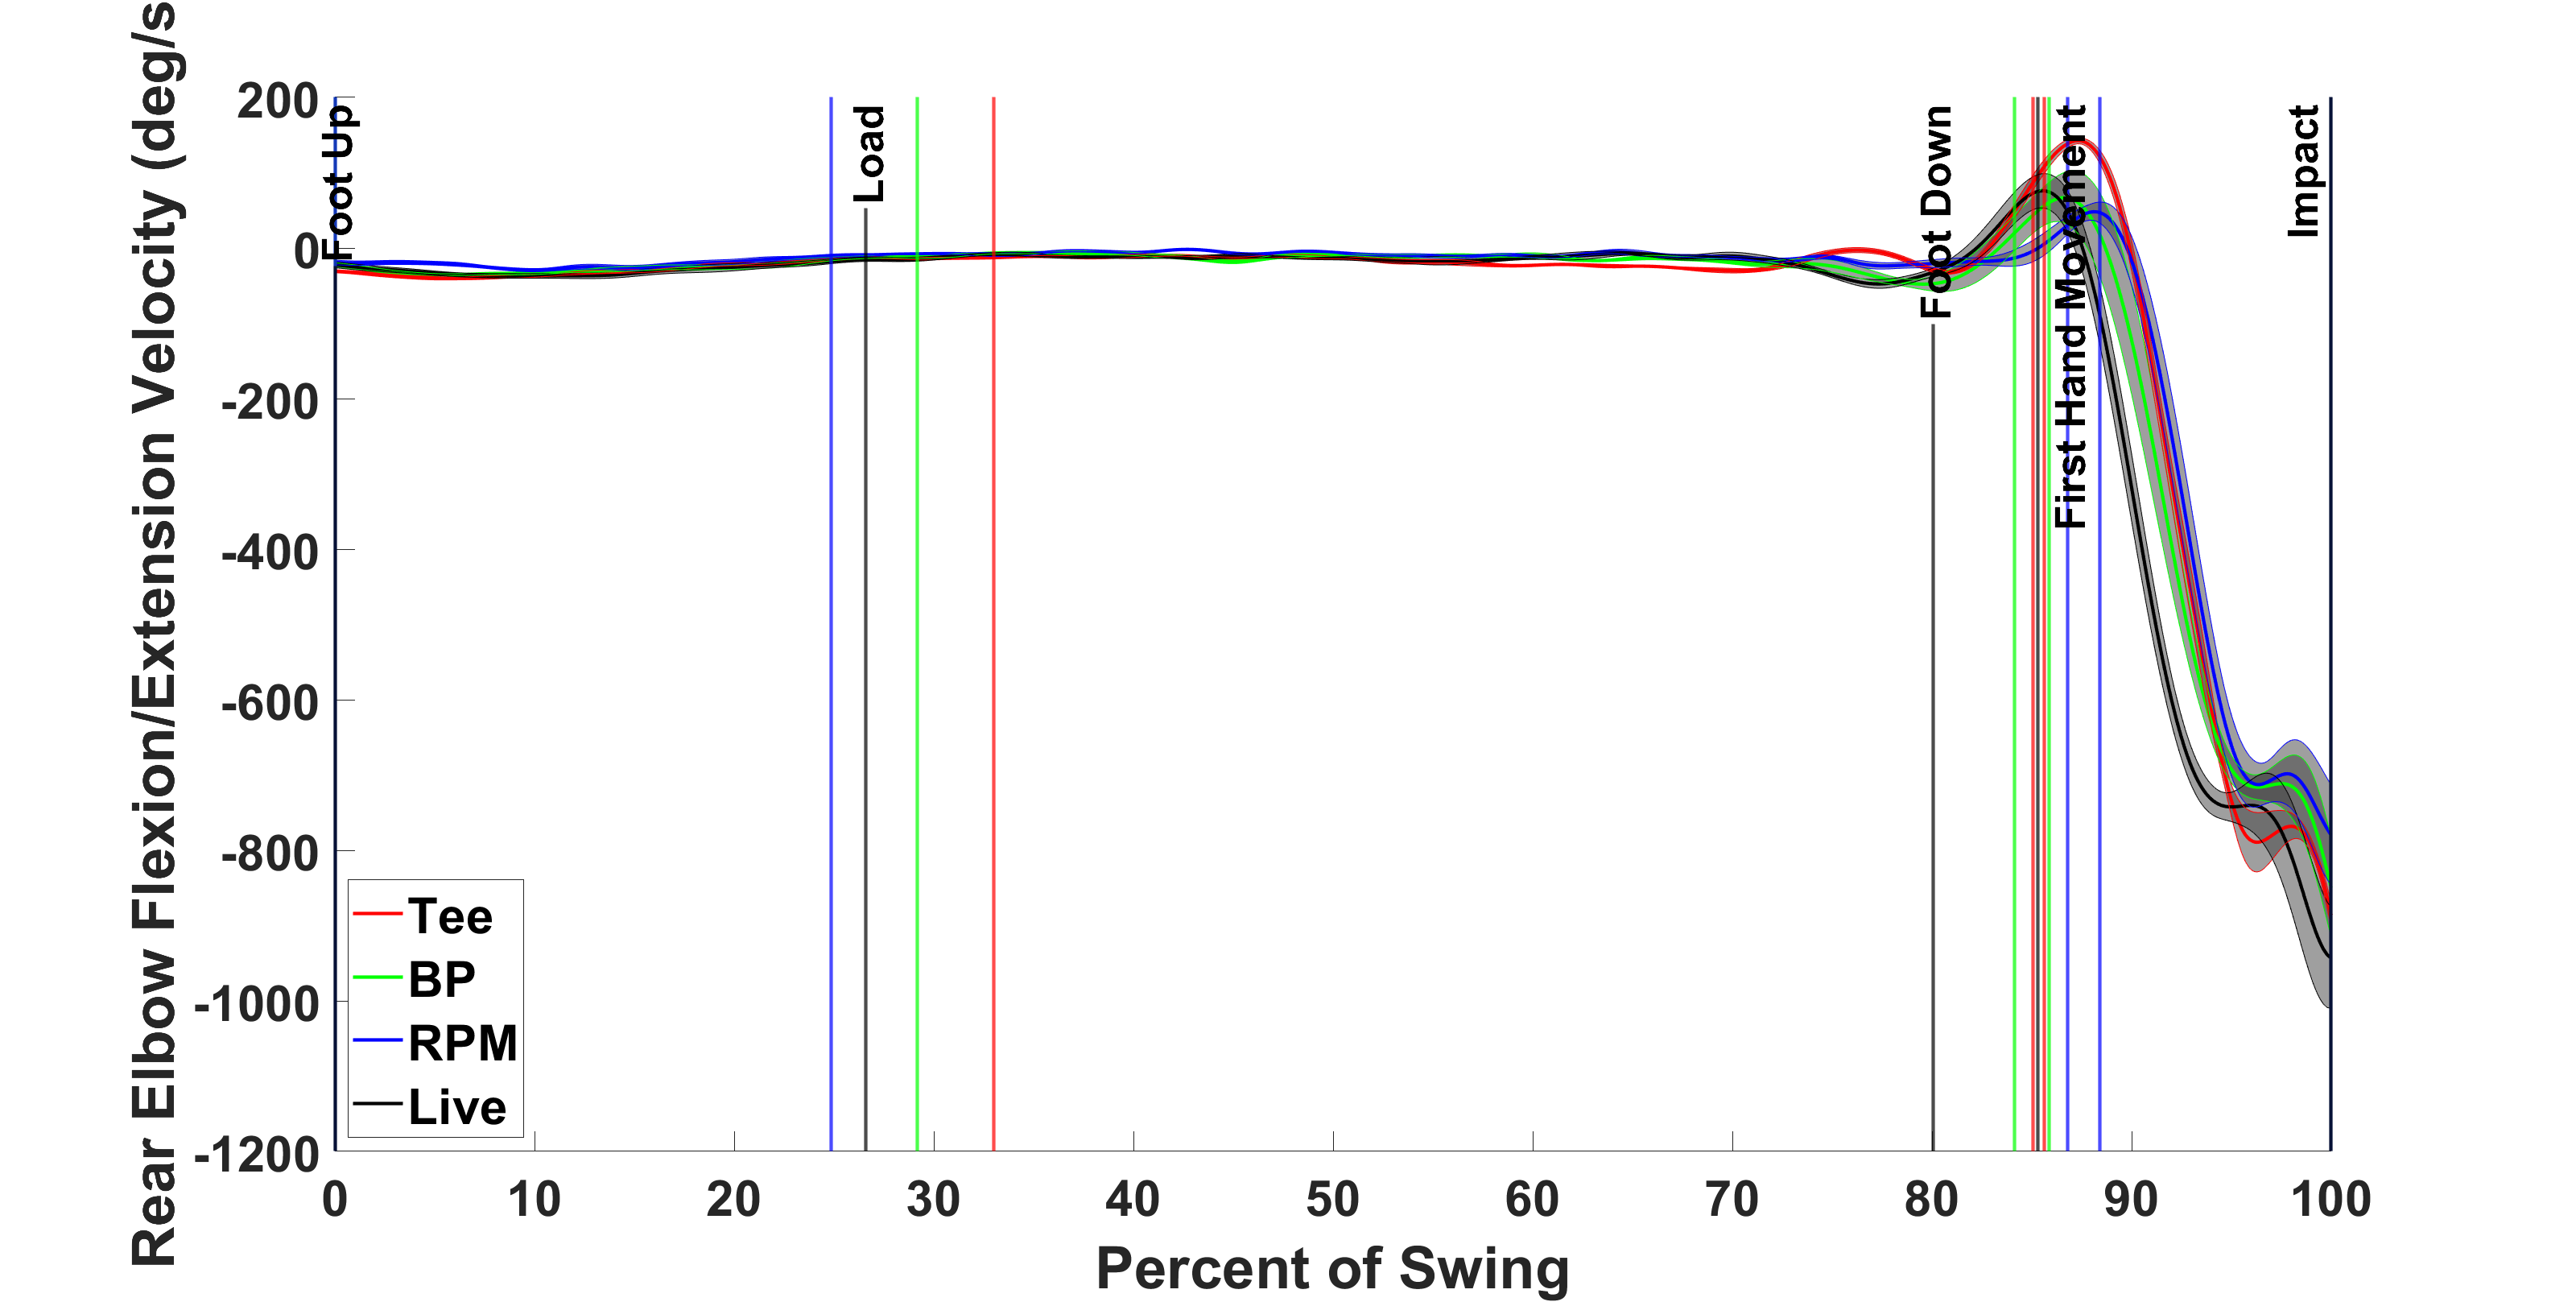 Rear Elbow Flexion/Extension Velocity (deg/s
200
0
-200
-400
-600
-800
-1000
-1200
Foot Up
Load
Foot Down
First Hand Movement
Impact
Tee
BP
RPM
Live
0 10 20 30 40 50 60 70 80 90 100
Percent of Swing